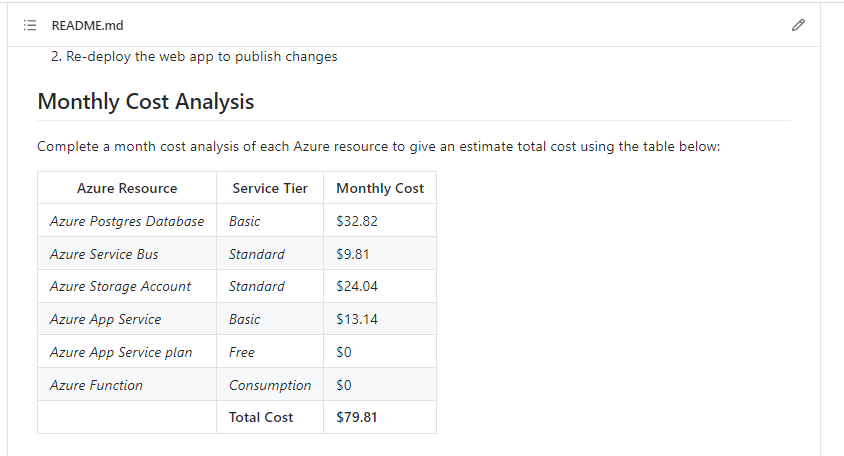 README.md
2. Re-deploy the web app to publish changes
Monthly Cost Analysis
Complete a month cost analysis of each Azure resource to give an estimate total cost using the table below:
Azure Resource Service Tier Monthly Cost
Azure Postgres Database Basic $32.82
Azure Service Bus Standard $9.81
Azure Storage Account Standard $24.04
Azure App Service Basic $13.14
Azure App Service plan Free $0
Azure Function Consumption $0
Total Cost $79.81